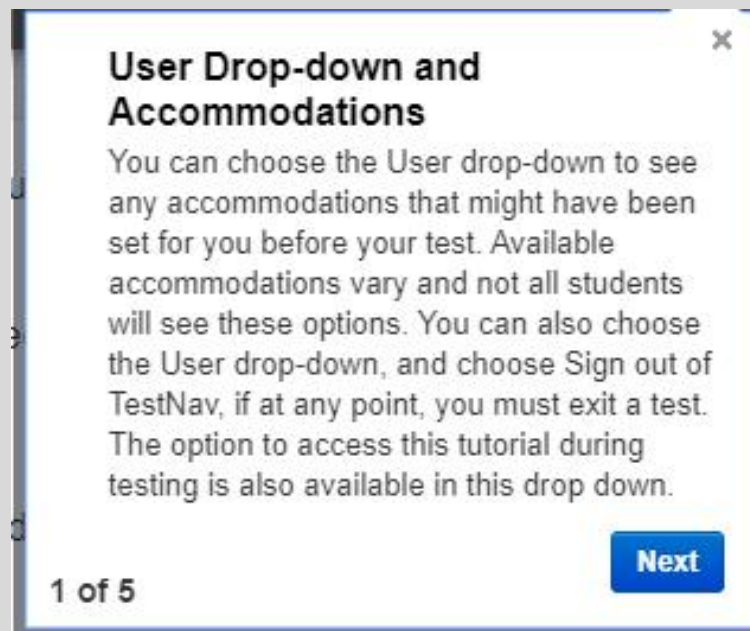 ×
User Drop-down and
Accommodations
You can choose the User drop-down to see
any accommodations that might have been
set for you before your test. Available
accommodations vary and not all students
will see these options. You can also choose
the User drop-down, and choose Sign out of
TestNav, if at any point, you must exit a test.
The option to access this tutorial during
testing is also available in this drop down.
Next
1 of 5